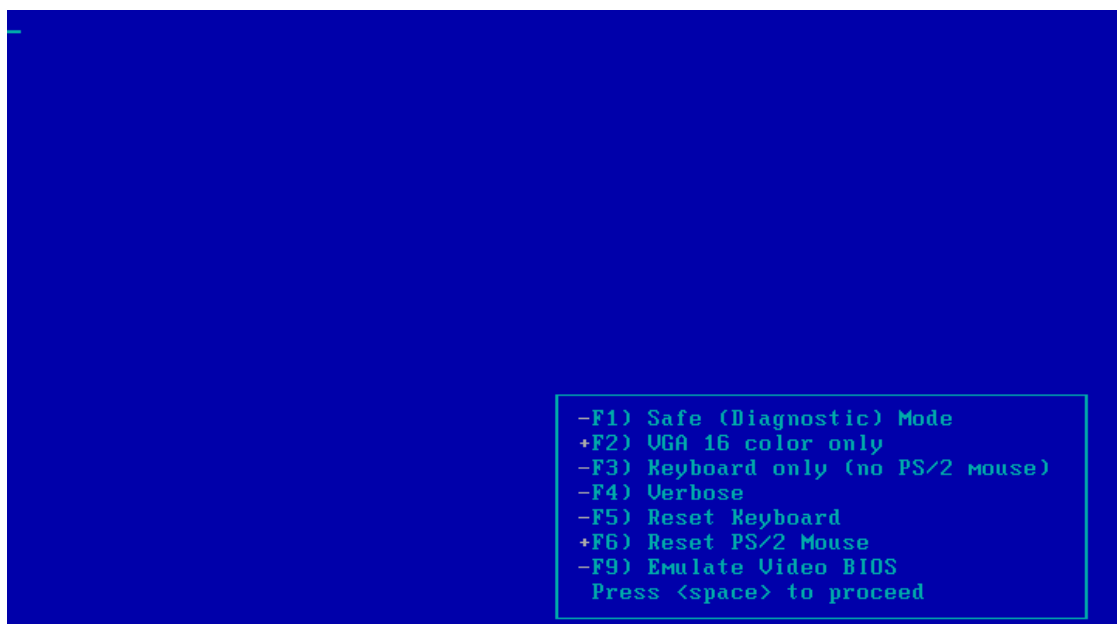 -F1) Safe (Diagnostic) Mode
+F2) VGA 16 color only
-F3) Keyboard only (no PS/2 mouse)
-F4) Verbose
-F5) Reset Keyboard
+F6) Reset PS/2 Mouse
-F9) Emulate Video BIOS
Press <space> to proceed